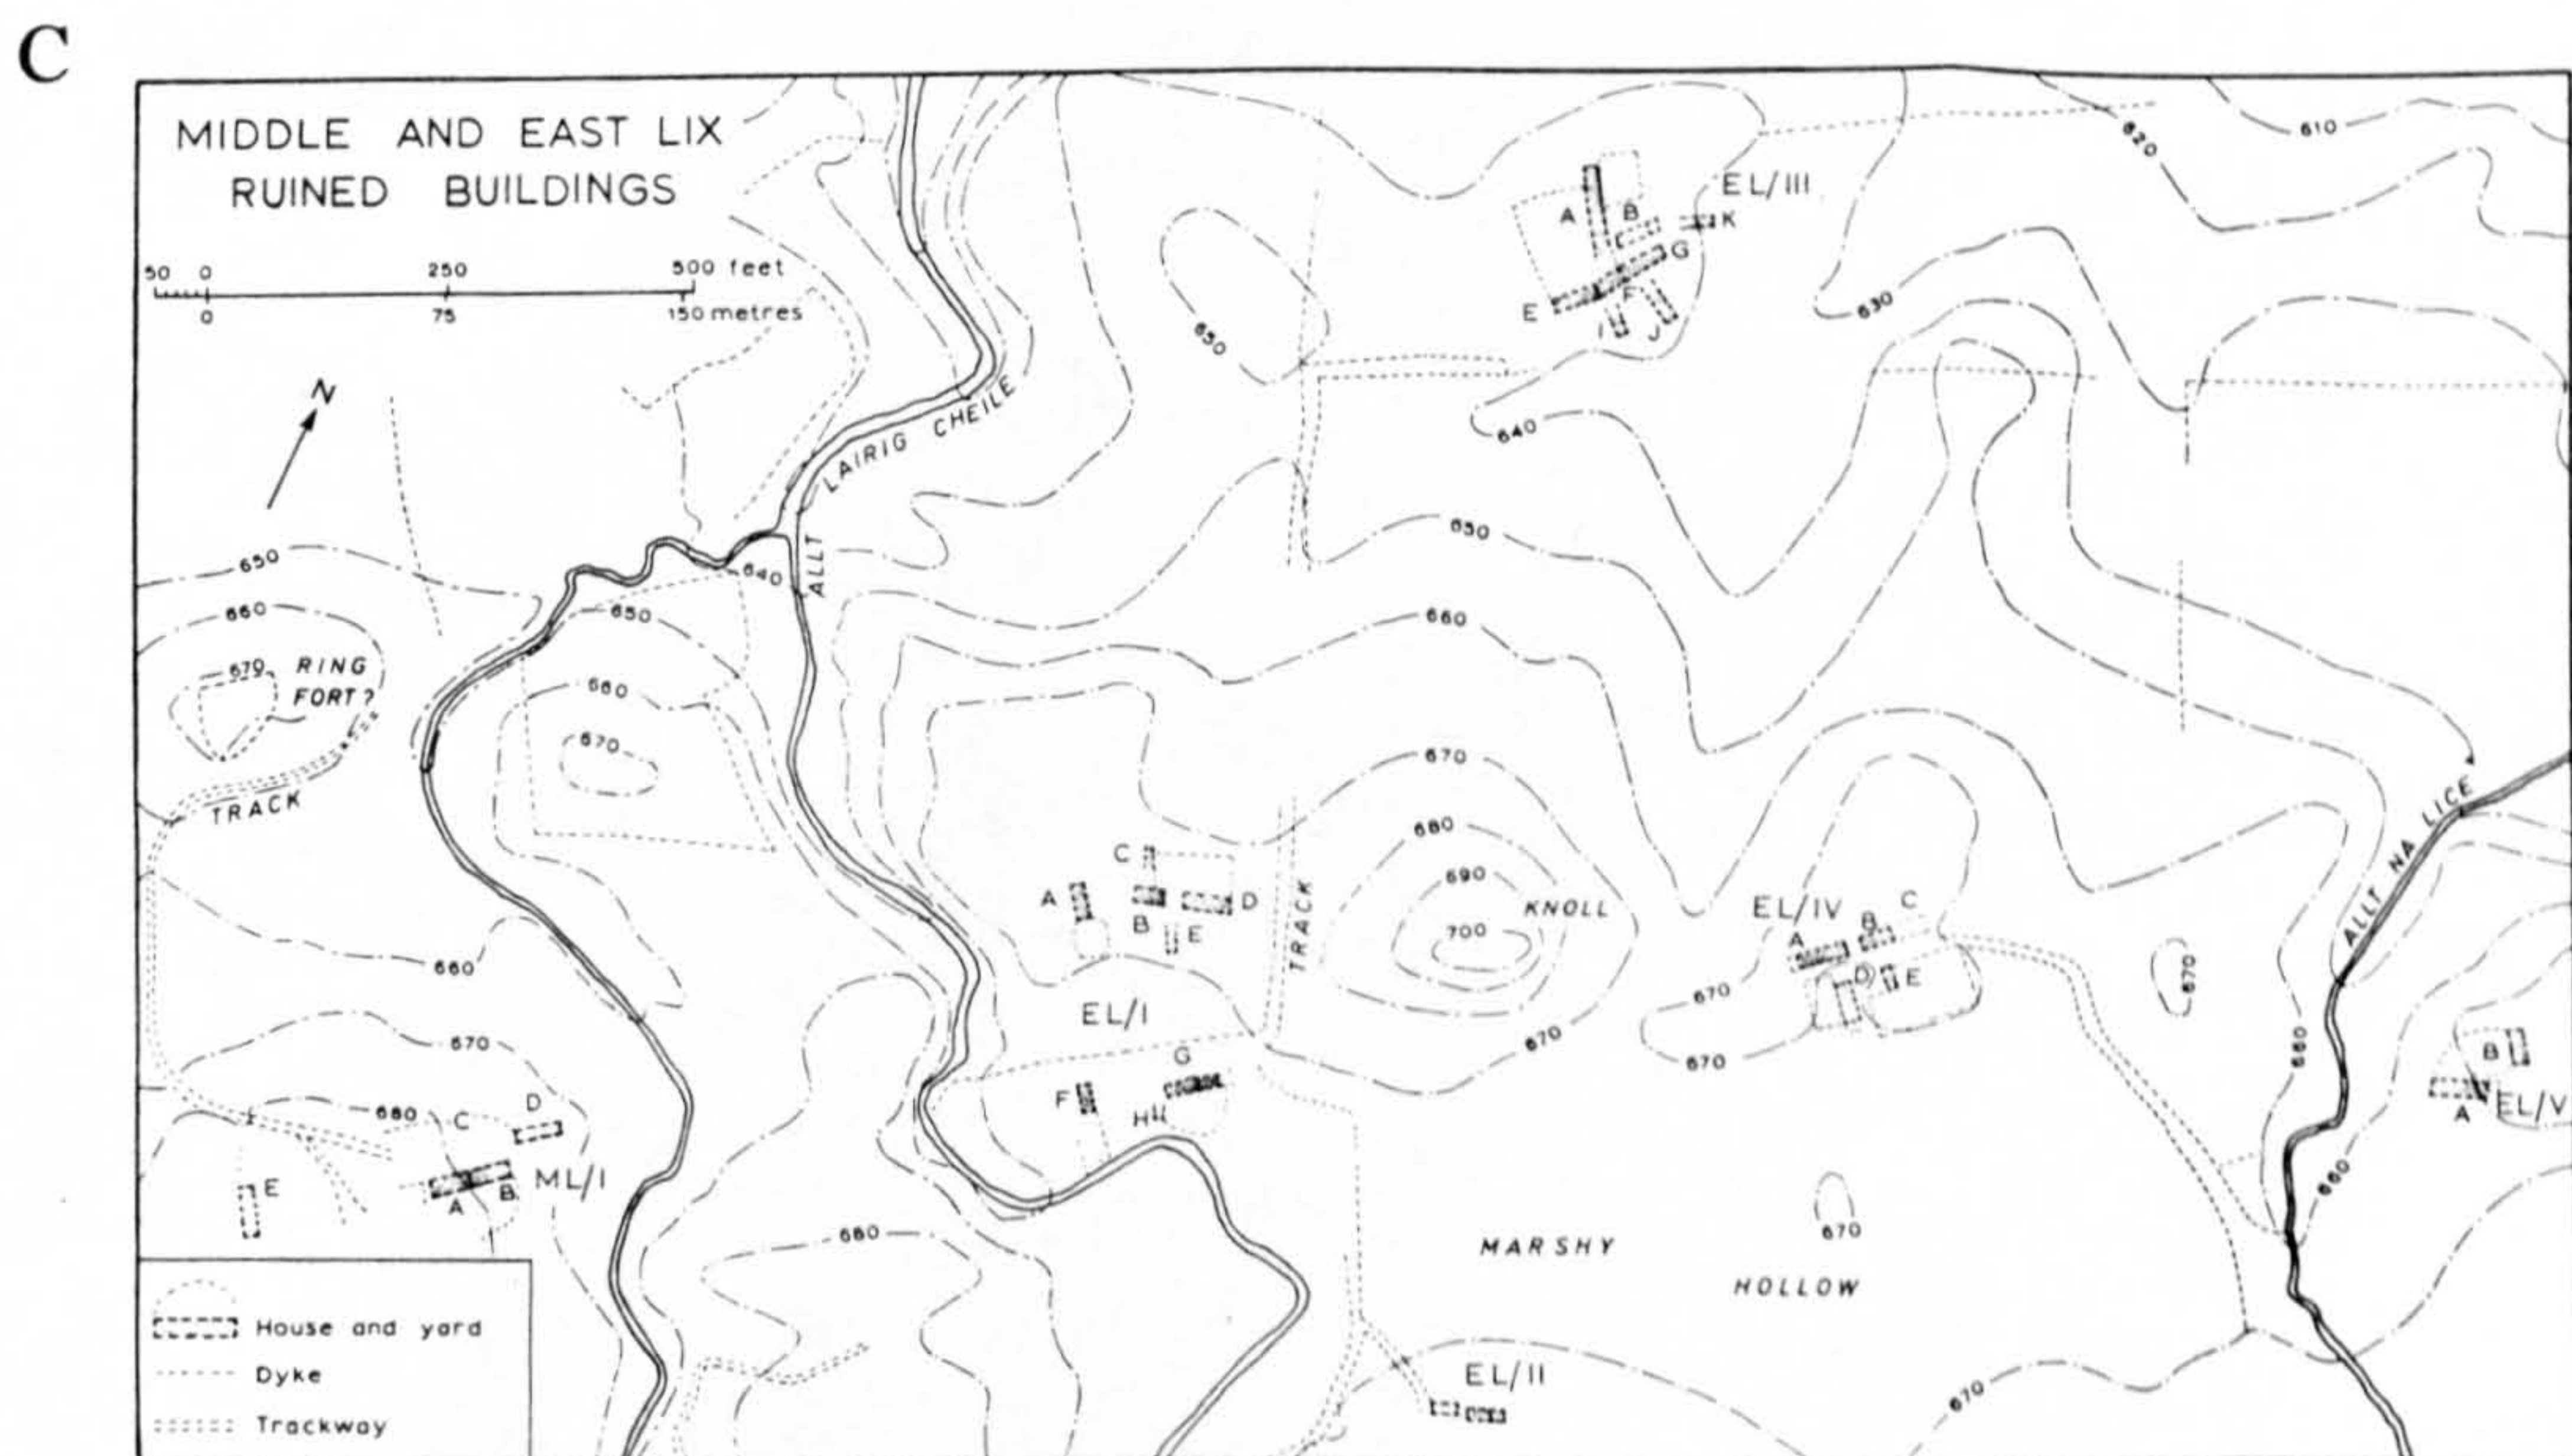 C
MIDDLE AND EAST LIX
RUINED BUILDINGS
50 0 250 500 feet
0 75 150 metres
N
610
620
EL/III
A B K
G
E F
I J
630
630
640
ALLT LAIRIG CHEILE
650
650
640
650
660
660
660
670 RING
FORT?
670
TRACK
670
680
690
700
KNOLL
TRACK
C
A D
B E
EL/I
G
F
H
EL/IV
A B C
D E
670
670
670
670
ALLT NA LICE
660
660
B
A EL/V
660
670
680
C D
ML/I
A B
E
680
MARSHY
HOLLOW
670
EL/II
670
House and yard
Dyke
Trackway